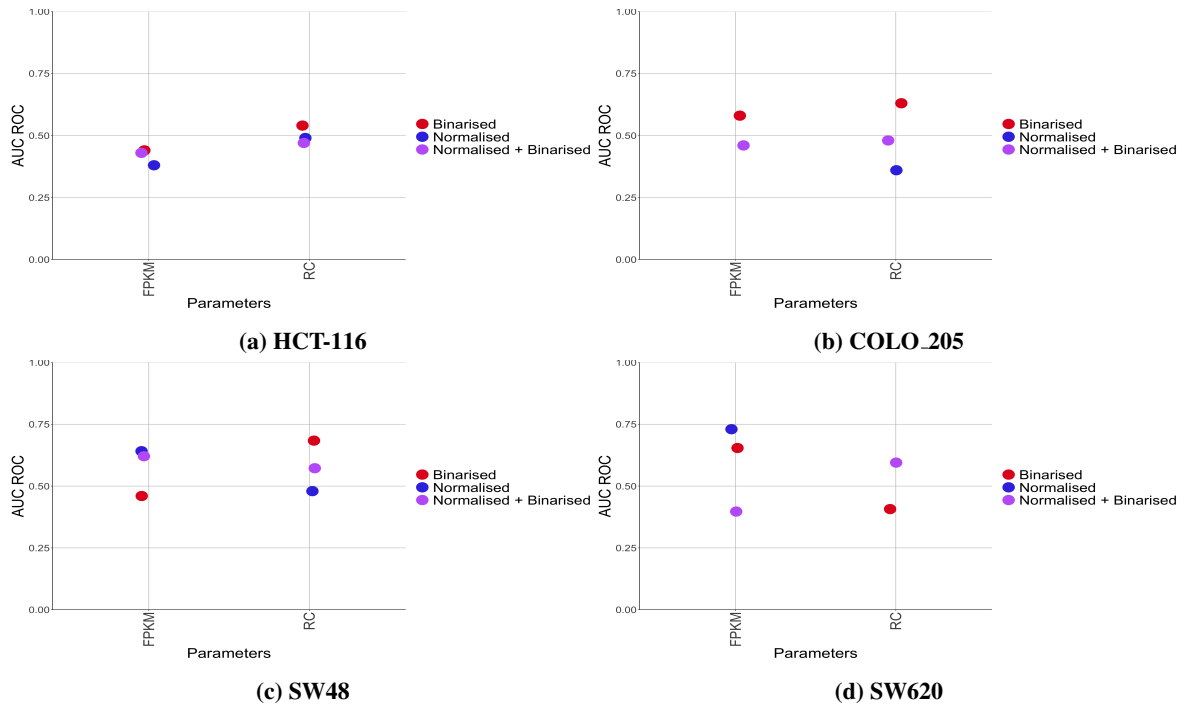 1.00
0.75
0.50
0.25
0.00
AUC ROC
FPKM
RC
Parameters
Binarised
Normalised
Normalised + Binarised
(a) HCT-116
1.00
0.75
0.50
0.25
0.00
AUC ROC
FPKM
RC
Parameters
Binarised
Normalised
Normalised + Binarised
(b) COLO_205
1.00
0.75
0.50
0.25
0.00
AUC ROC
FPKM
RC
Parameters
Binarised
Normalised
Normalised + Binarised
(c) SW48
1.00
0.75
0.50
0.25
0.00
AUC ROC
FPKM
RC
Parameters
Binarised
Normalised
Normalised + Binarised
(d) SW620